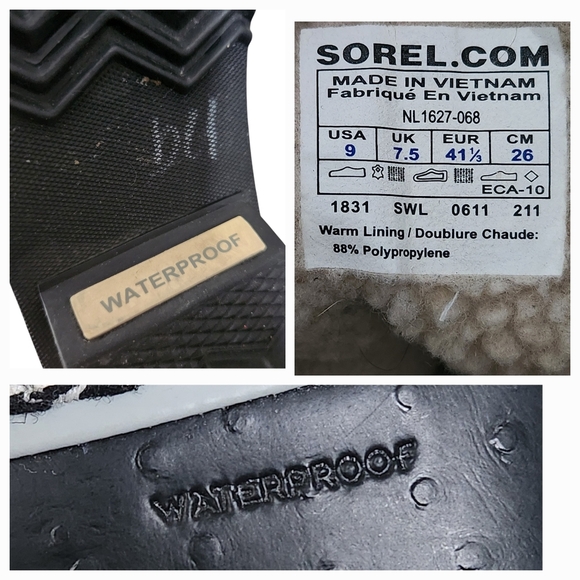 WATERPROOF
SOREL.COM
MADE IN VIETNAM
Fabriqué En Vietnam
NL1627-068
USA UK EUR CM
9 7.5 41⅓ 26
ECA-10
1831 SWL 0611 211
Warm Lining / Doublure Chaude:
88% Polypropylene
WATERPROOF